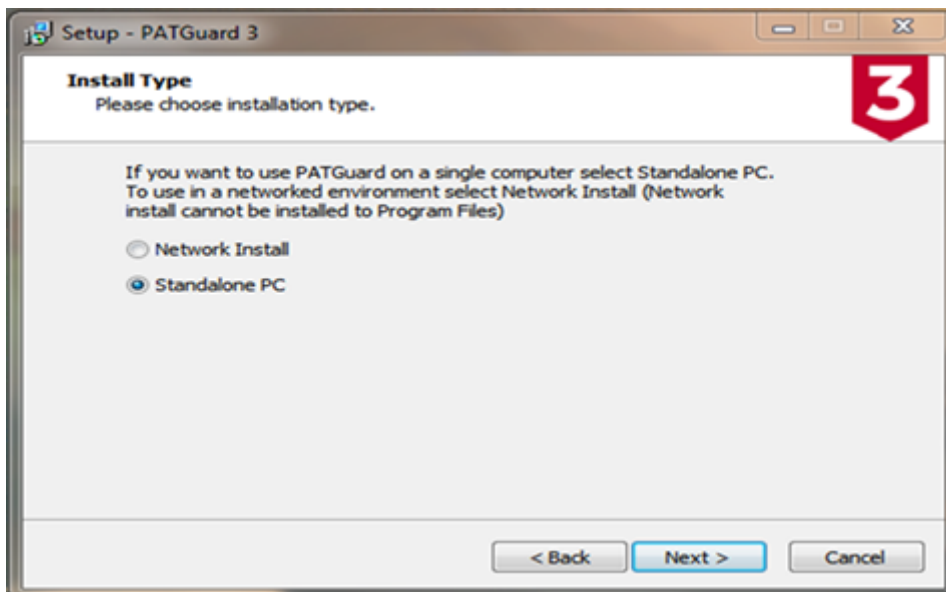 Setup - PATGuard 3
Install Type
Please choose installation type.
3
If you want to use PATGuard on a single computer select Standalone PC.
To use in a networked environment select Network Install (Network
install cannot be installed to Program Files)
Network Install
Standalone PC
< Back
Next >
Cancel